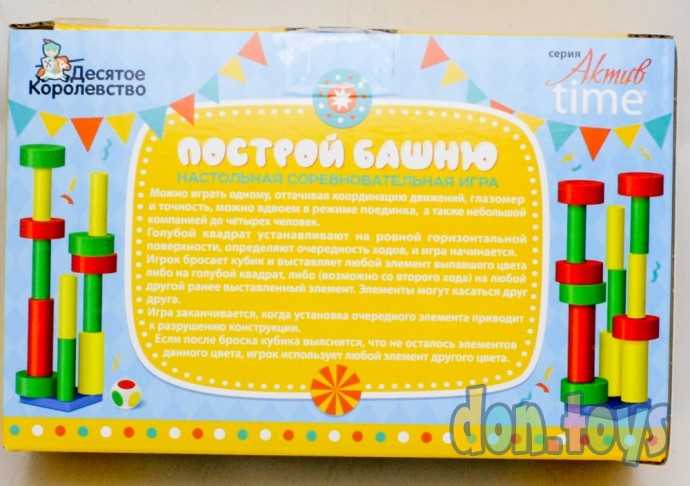 Десятое
Королевство
серия
Актив
time
ПОСТРОЙ БАШНЮ
НАСТОЛЬНАЯ СОРЕВНОВАТЕЛЬНАЯ ИГРА
Можно играть одному, оттачивая координацию движений, глазомер
и точность, можно вдвоем в режиме поединка, а также небольшой
компанией до четырех человек.
Голубой квадрат устанавливают на ровной горизонтальной
поверхности, определяют очередность ходов, и игра начинается.
Игрок бросает кубик и выставляет любой элемент выпавшего цвета
либо на голубой квадрат, либо (возможно со второго хода) на любой
другой ранее выставленный элемент. Элементы могут касаться друг
друга.
Игра заканчивается, когда установка очередного элемента приводит
к разрушению конструкции.
Если после броска кубика выяснится, что не осталось элементов
данного цвета, игрок использует любой элемент другого цвета.
don.toys